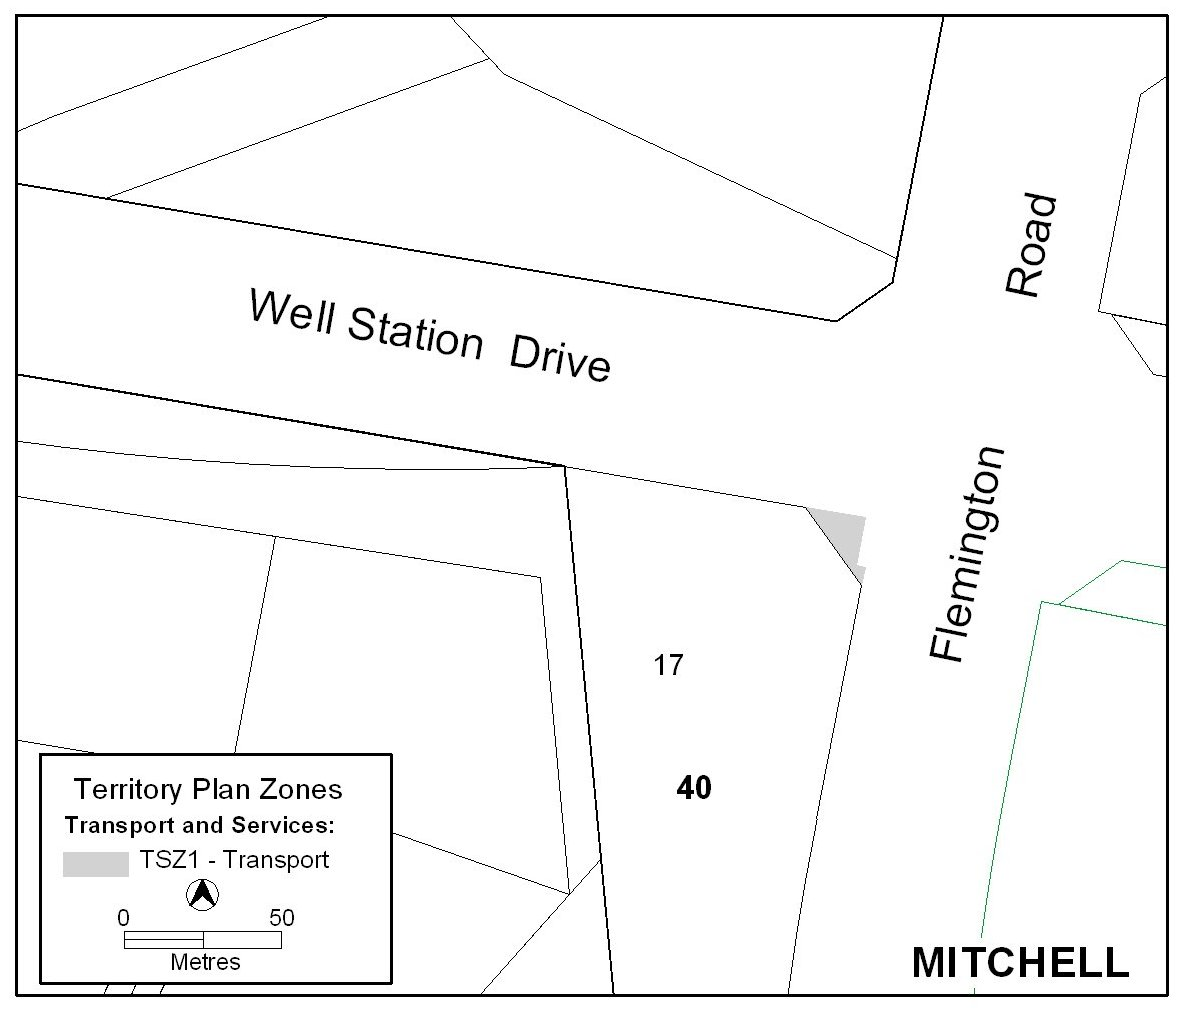 Road
Well Station Drive
Flemington
17
40
Territory Plan Zones
Transport and Services:
TSZ1 - Transport
0 50
Metres
MITCHELL